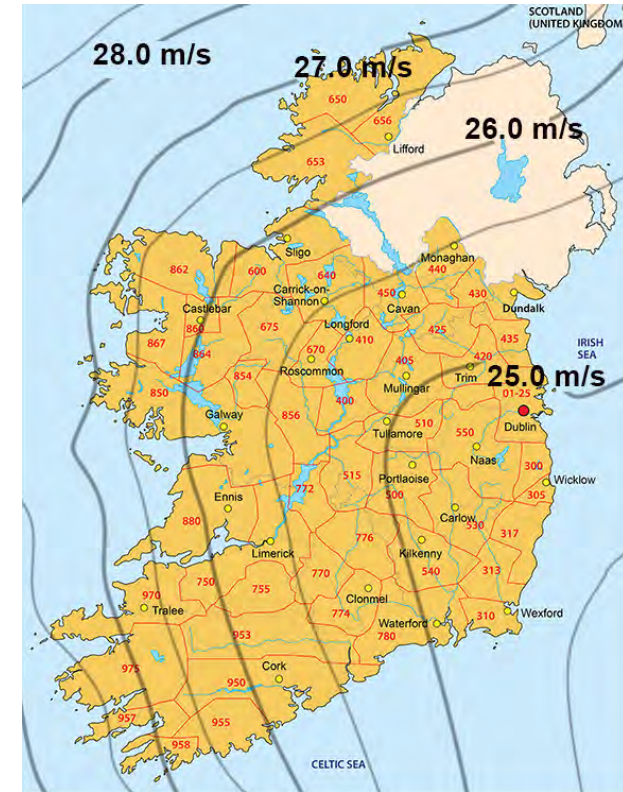 SCOTLAND
(UNITED KINGDOM
28.0 m/s
27.0 m/s
650
656
26.0 m/s
Lifford
653
Sligo
Monaghan
862
600
640
440
Carrick-on-
Shannon
450
430
Castlebar
Cavan
Dundalk
860
675
Longford
425
867
410
435
IRISH
SEA
864
670
405
420
Roscommon
Trim
854
25.0 m/s
850
Mullingar
01-25
400
Galway
856
510
Dublin
Tullamore
550
Naas
Portlaoise
300
515
Wicklow
772
500
305
Ennis
880
Carlow
530
317
776
Limerick
Kilkenny
770
540
313
750
755
970
Clonmel
Tralee
774
310
Wexford
Waterford
953
780
975
Cork
950
957
955
958
CELTIC SEA